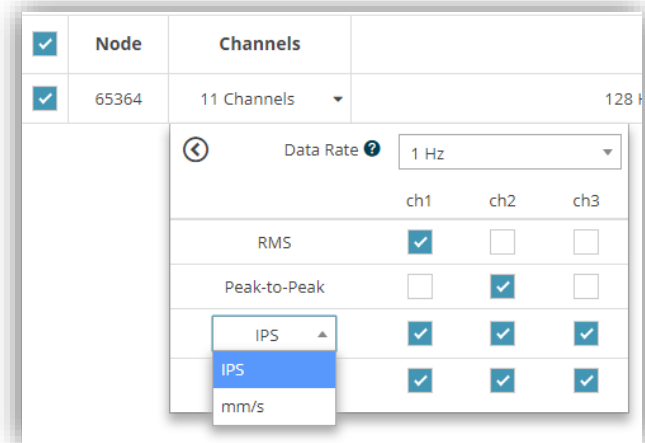 Node Channels
65364 11 Channels 128 H
Data Rate ? 1 Hz
ch1 ch2 ch3
RMS
Peak-to-Peak
IPS
IPS
mm/s